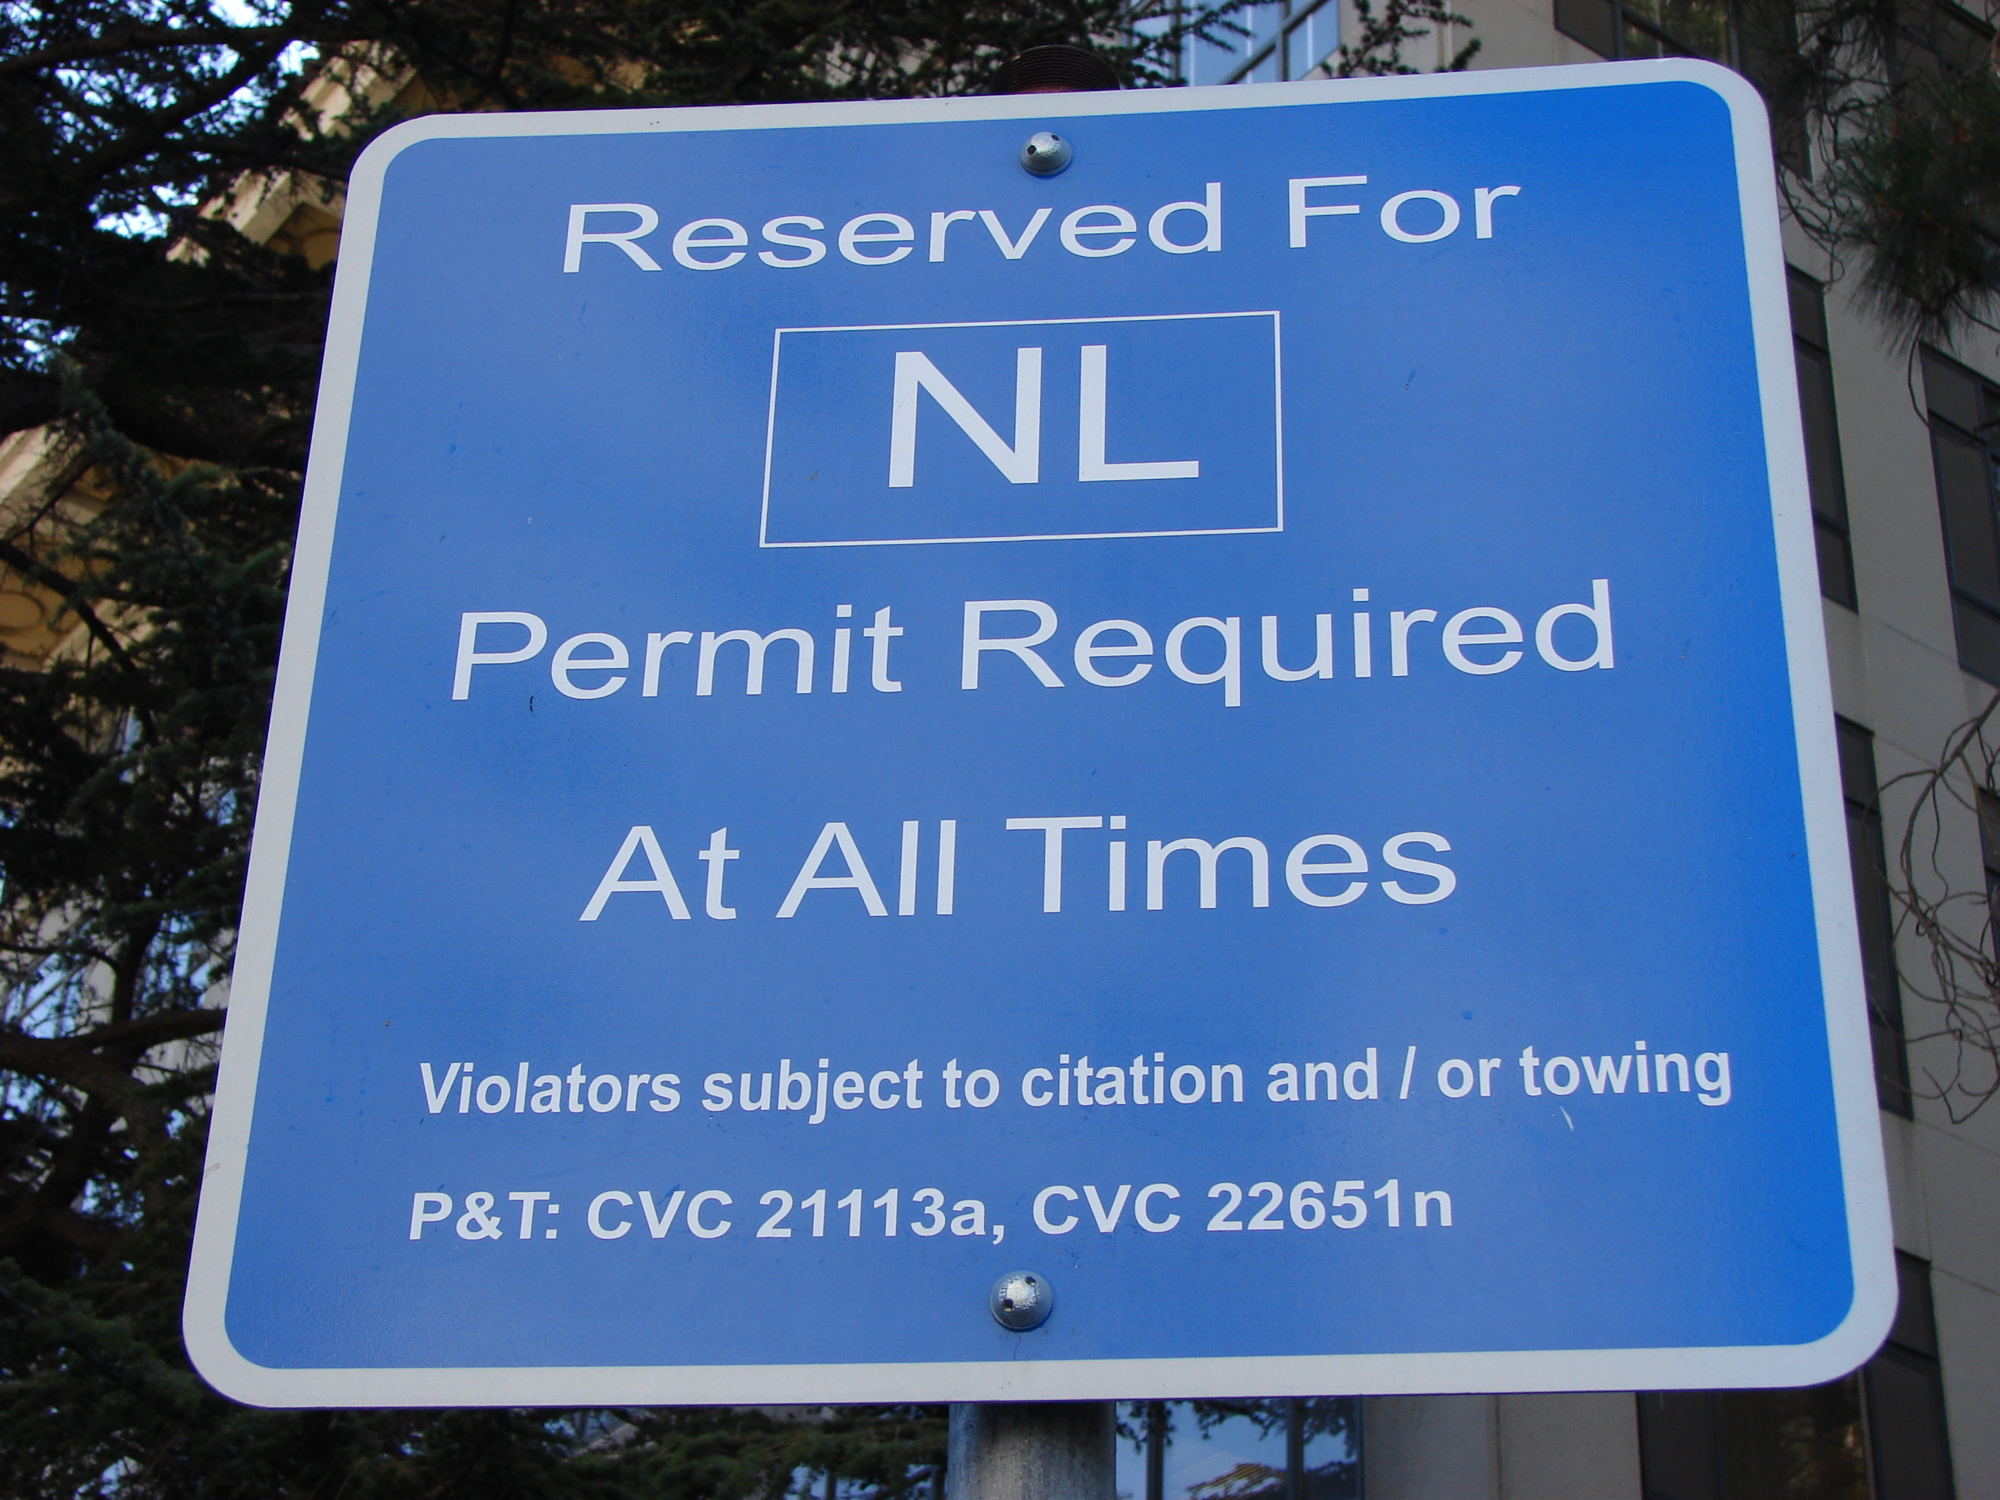 Reserved For
NL
Permit Required
At All Times
Violators subject to citation and / or towing
P&T: CVC 21113a, CVC 22651n